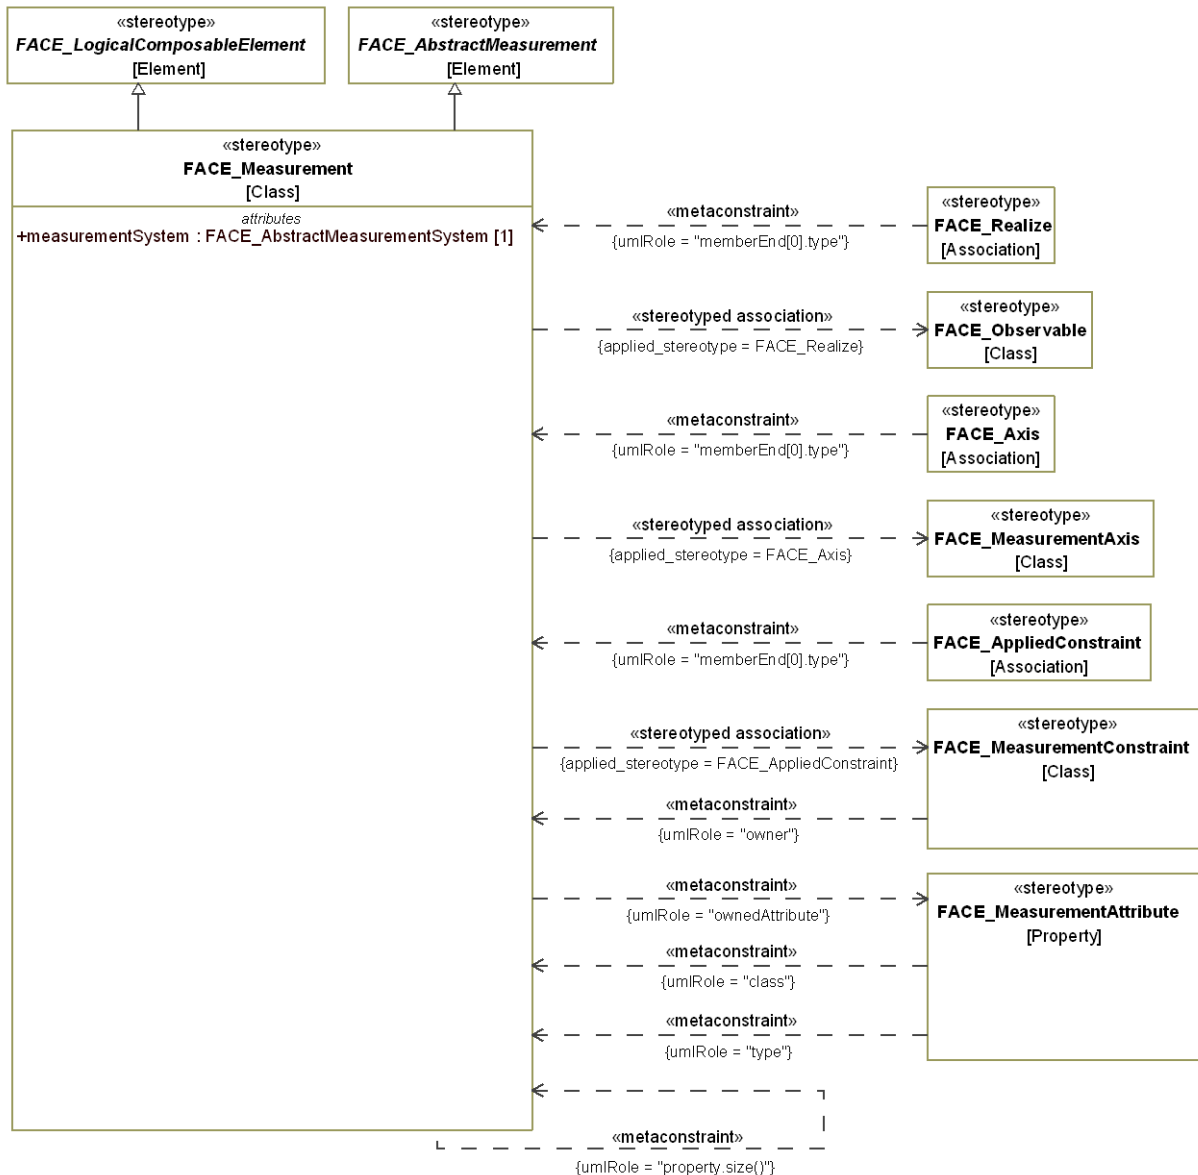 «stereotype»
FACE_LogicalComposableElement
[Element]
«stereotype»
FACE_AbstractMeasurement
[Element]
«stereotype»
FACE_Measurement
[Class]
attributes
+measurementSystem : FACE_AbstractMeasurementSystem [1]
«metaconstraint»
{umlRole = "memberEnd[0].type"}
«stereotype»
FACE_Realize
[Association]
«stereotyped association»
{applied_stereotype = FACE_Realize}
«stereotype»
FACE_Observable
[Class]
«metaconstraint»
{umlRole = "memberEnd[0].type"}
«stereotype»
FACE_Axis
[Association]
«stereotyped association»
{applied_stereotype = FACE_Axis}
«stereotype»
FACE_MeasurementAxis
[Class]
«metaconstraint»
{umlRole = "memberEnd[0].type"}
«stereotype»
FACE_AppliedConstraint
[Association]
«stereotyped association»
{applied_stereotype = FACE_AppliedConstraint}
«stereotype»
FACE_MeasurementConstraint
[Class]
«metaconstraint»
{umlRole = "owner"}
«metaconstraint»
{umlRole = "ownedAttribute"}
«stereotype»
FACE_MeasurementAttribute
[Property]
«metaconstraint»
{umlRole = "class"}
«metaconstraint»
{umlRole = "type"}
«metaconstraint»
{umlRole = "property.size()"}